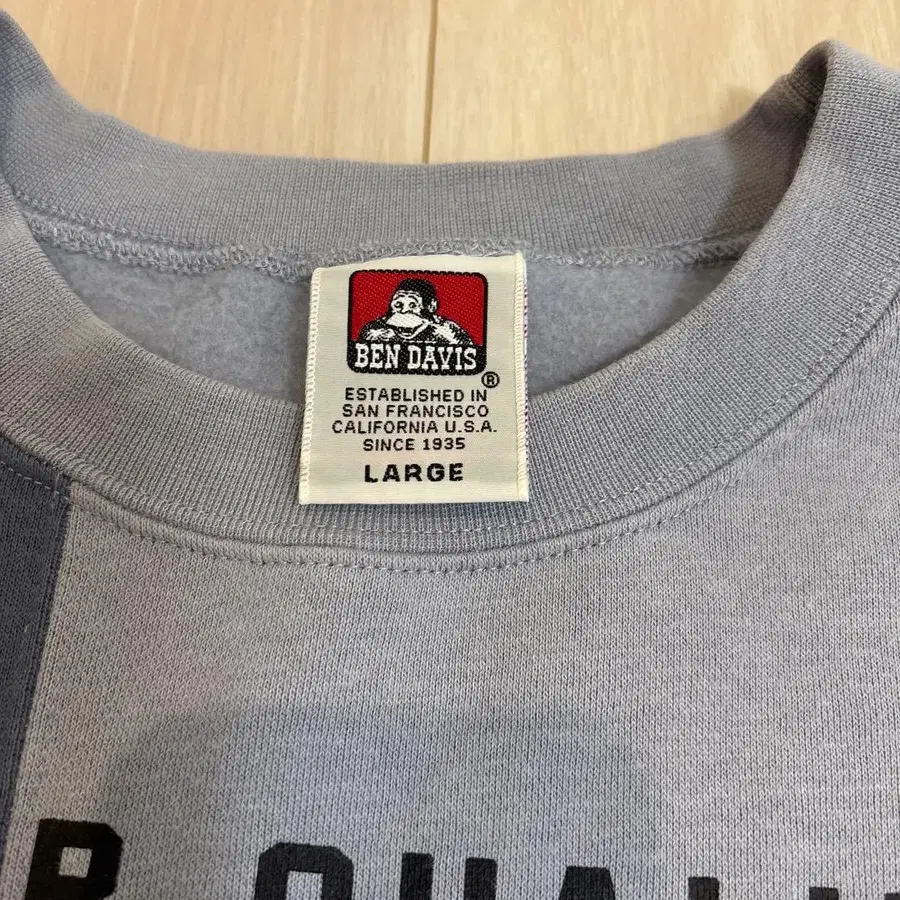 BEN DAVIS
®
ESTABLISHED IN
SAN FRANCISCO
CALIFORNIA U.S.A.
SINCE 1935
LARGE